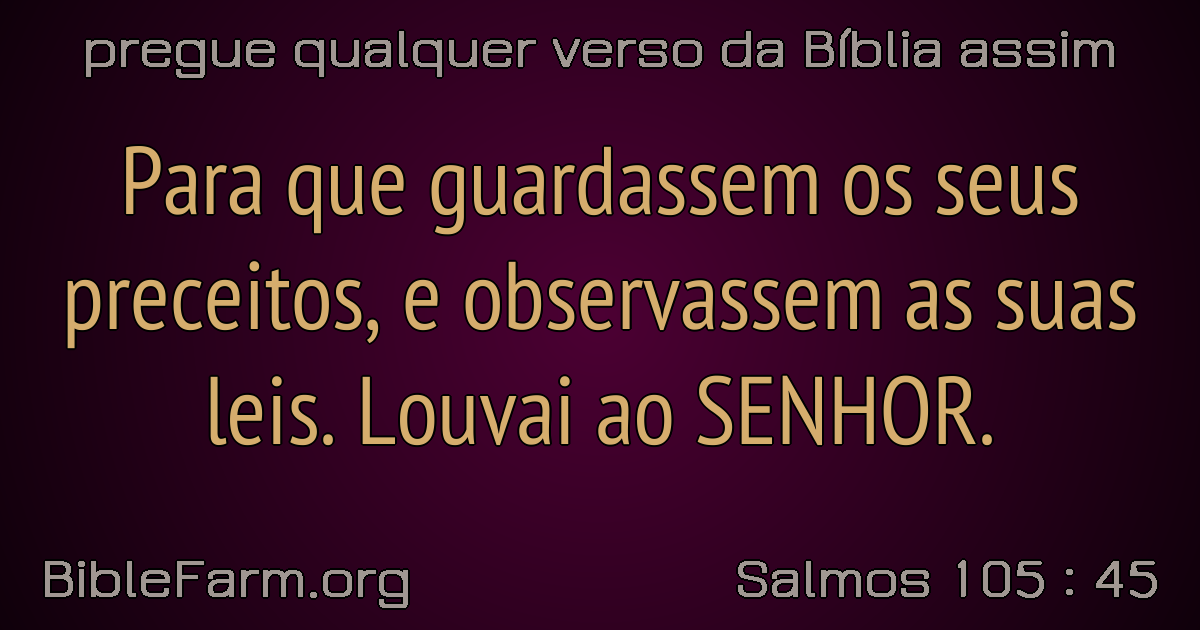 pregue qualquer verso da Bíblia assim
Para que guardassem os seus
preceitos, e observassem as suas
leis. Louvai ao SENHOR.
BibleFarm.org
Salmos 105 : 45